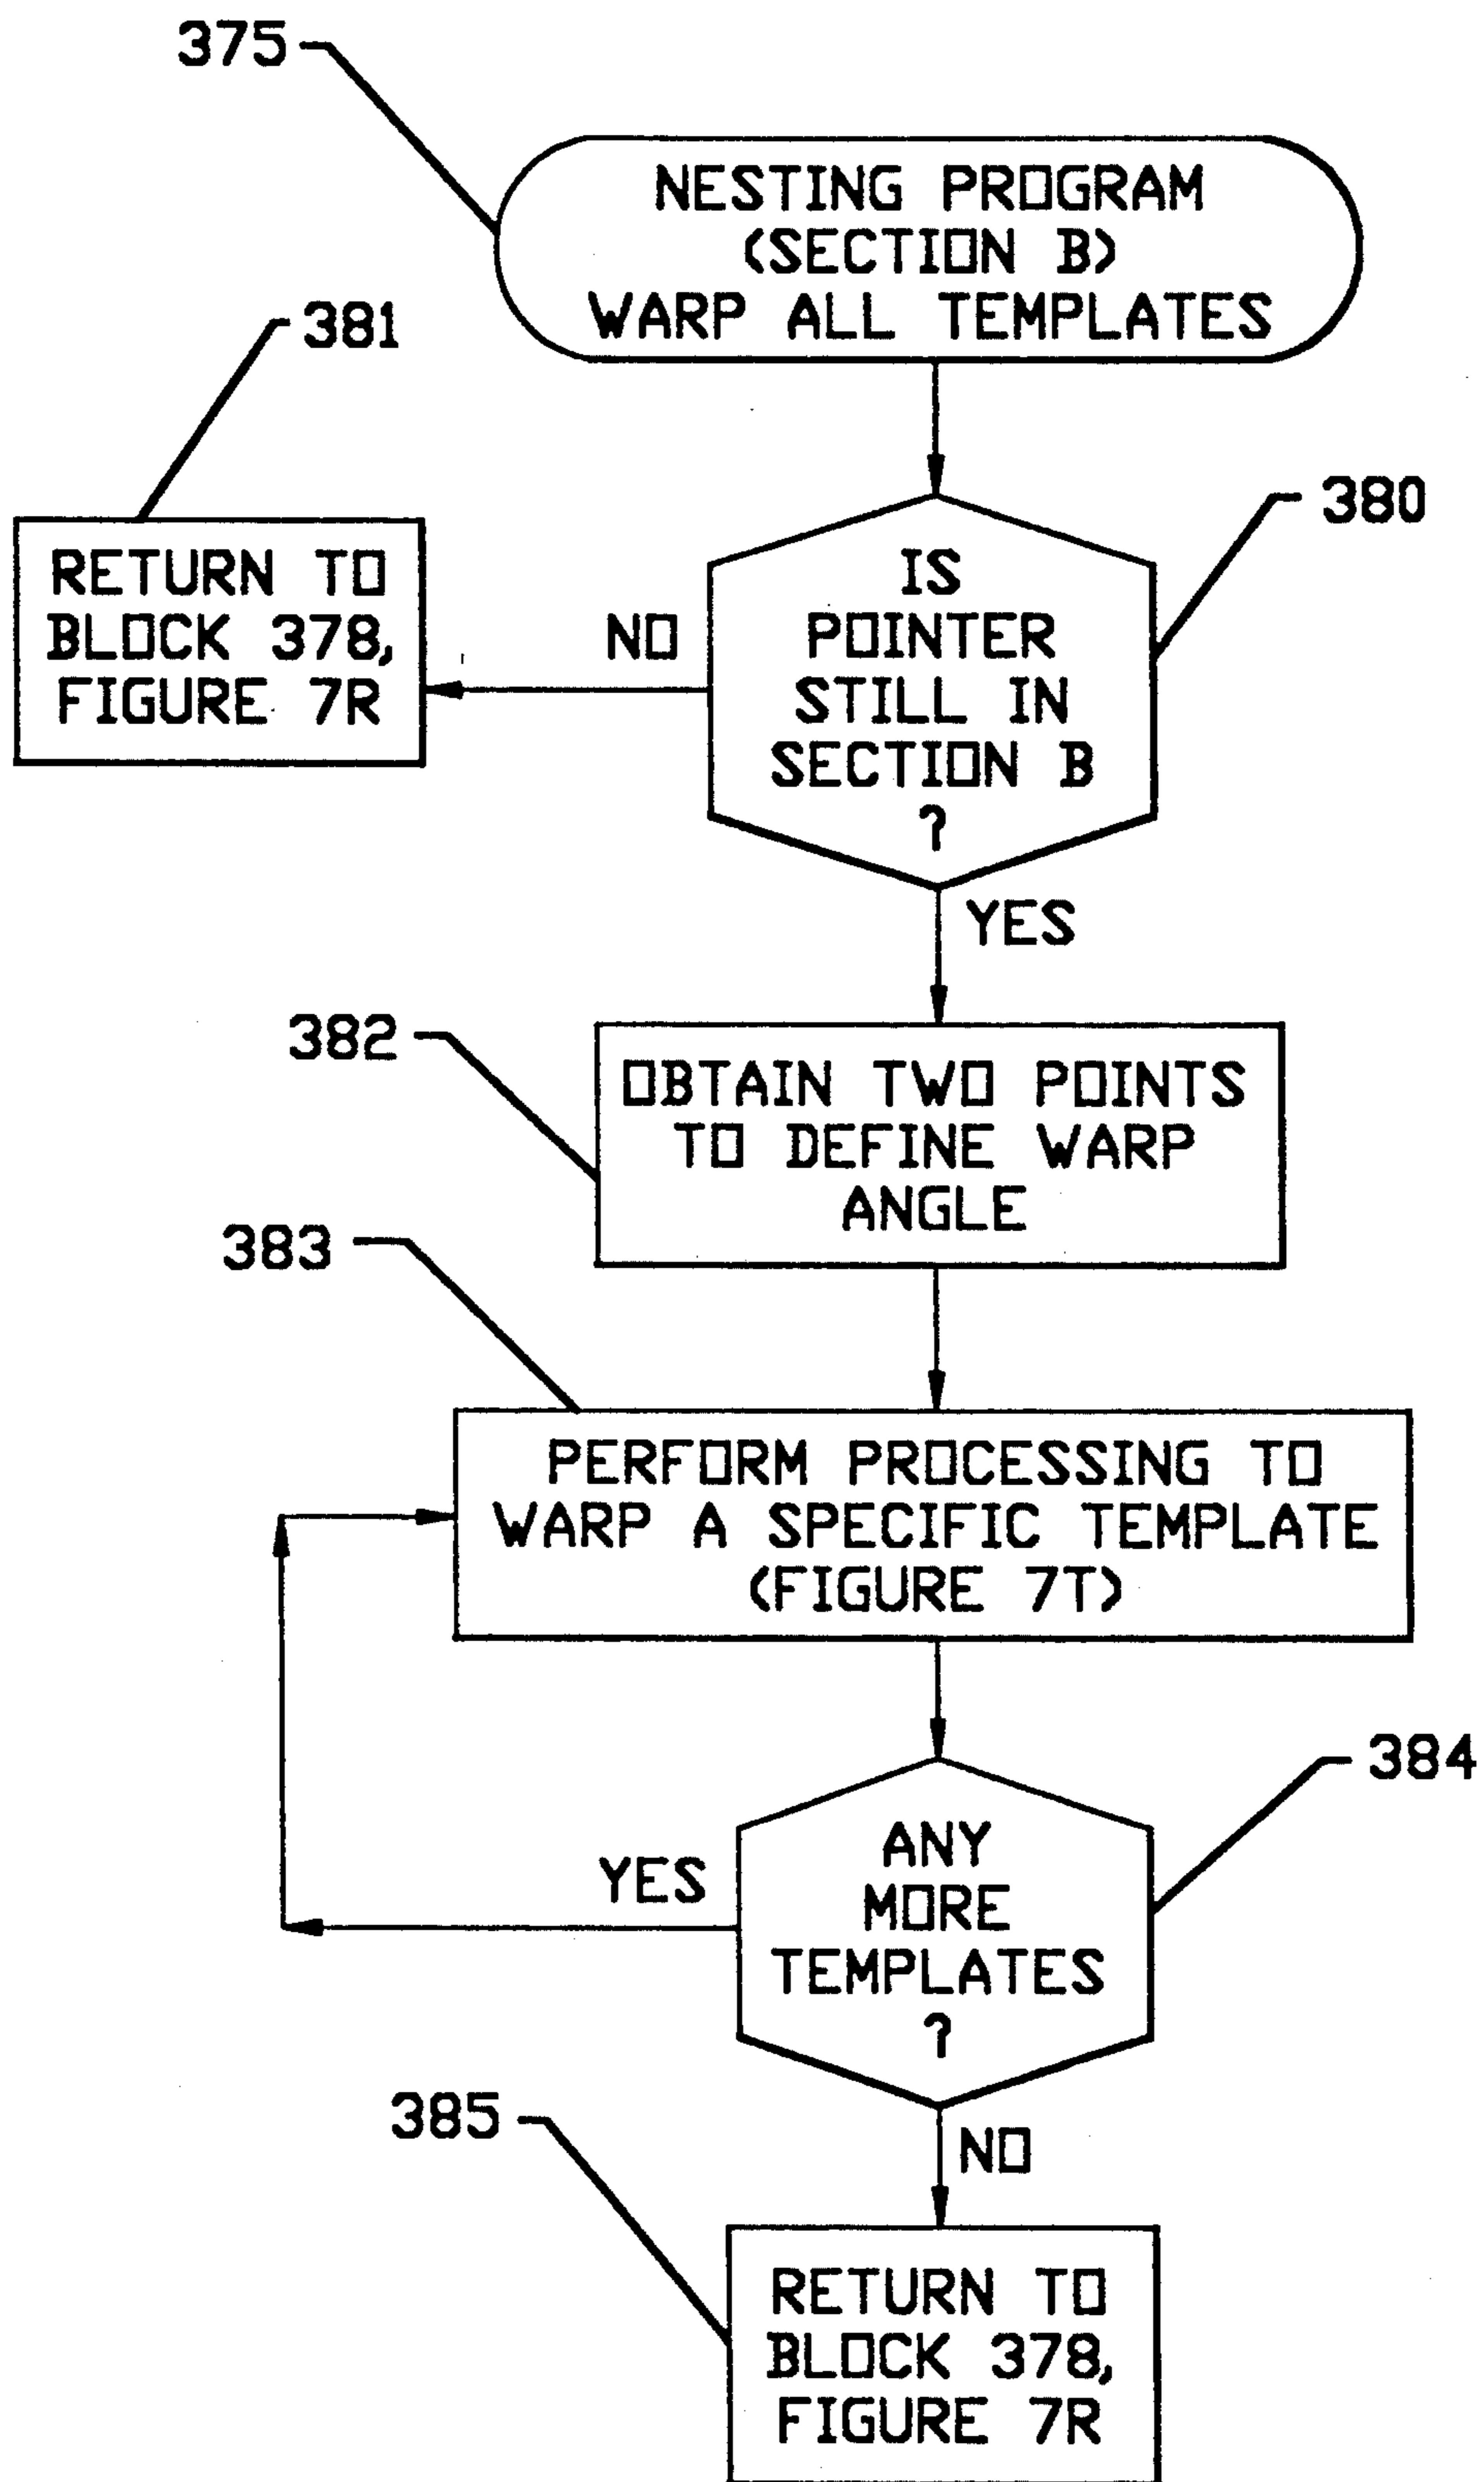 375
NESTING PROGRAM
(SECTION B)
WARP ALL TEMPLATES
381
RETURN TO
BLOCK 378,
FIGURE 7R
NO
380
IS
POINTER
STILL IN
SECTION B
?
YES
382
OBTAIN TWO POINTS
TO DEFINE WARP
ANGLE
383
PERFORM PROCESSING TO
WARP A SPECIFIC TEMPLATE
(FIGURE 7T)
384
YES
ANY
MORE
TEMPLATES
?
385
NO
RETURN TO
BLOCK 378,
FIGURE 7R